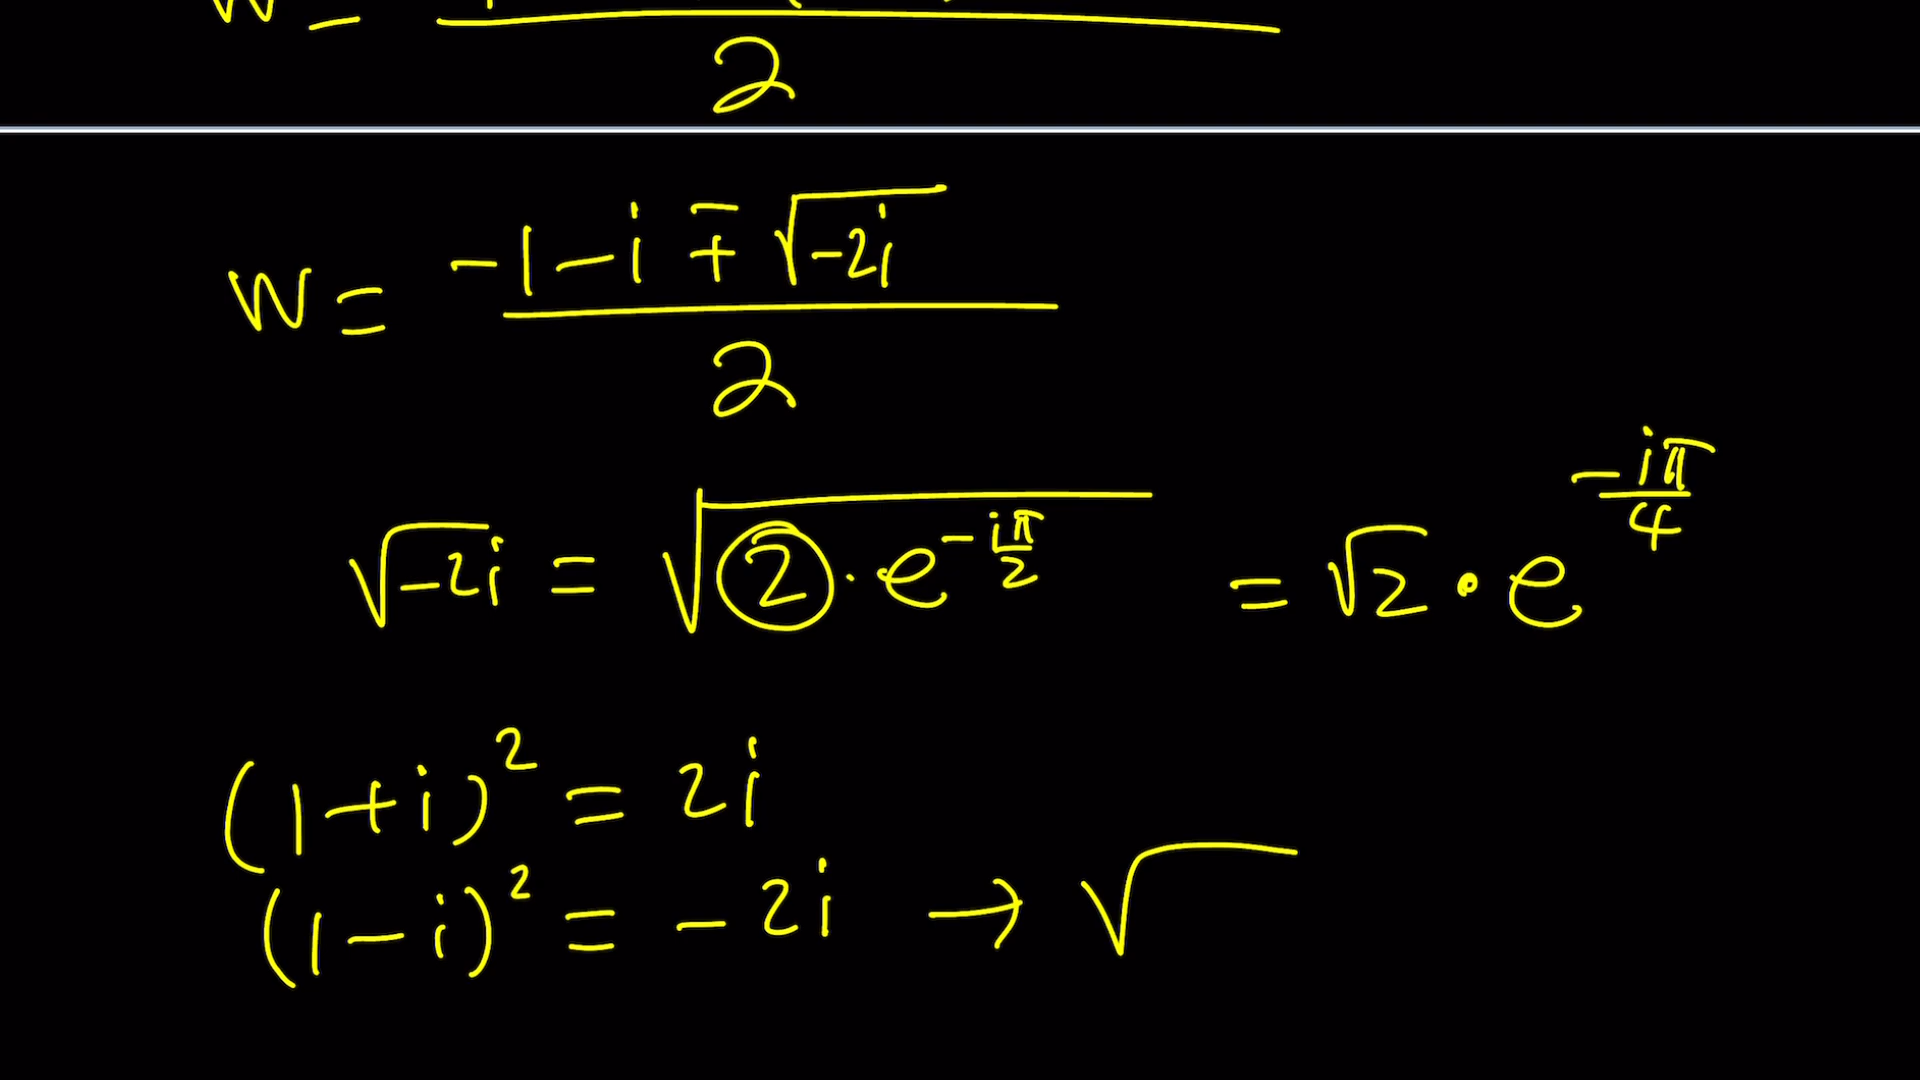 W =
2
W = -1-i ∓ √-2i
2
√-2i = √2·e^-iπ/2 = √2·e^-iπ/4
(1+i)² = 2i
(1-i)² = -2i → √